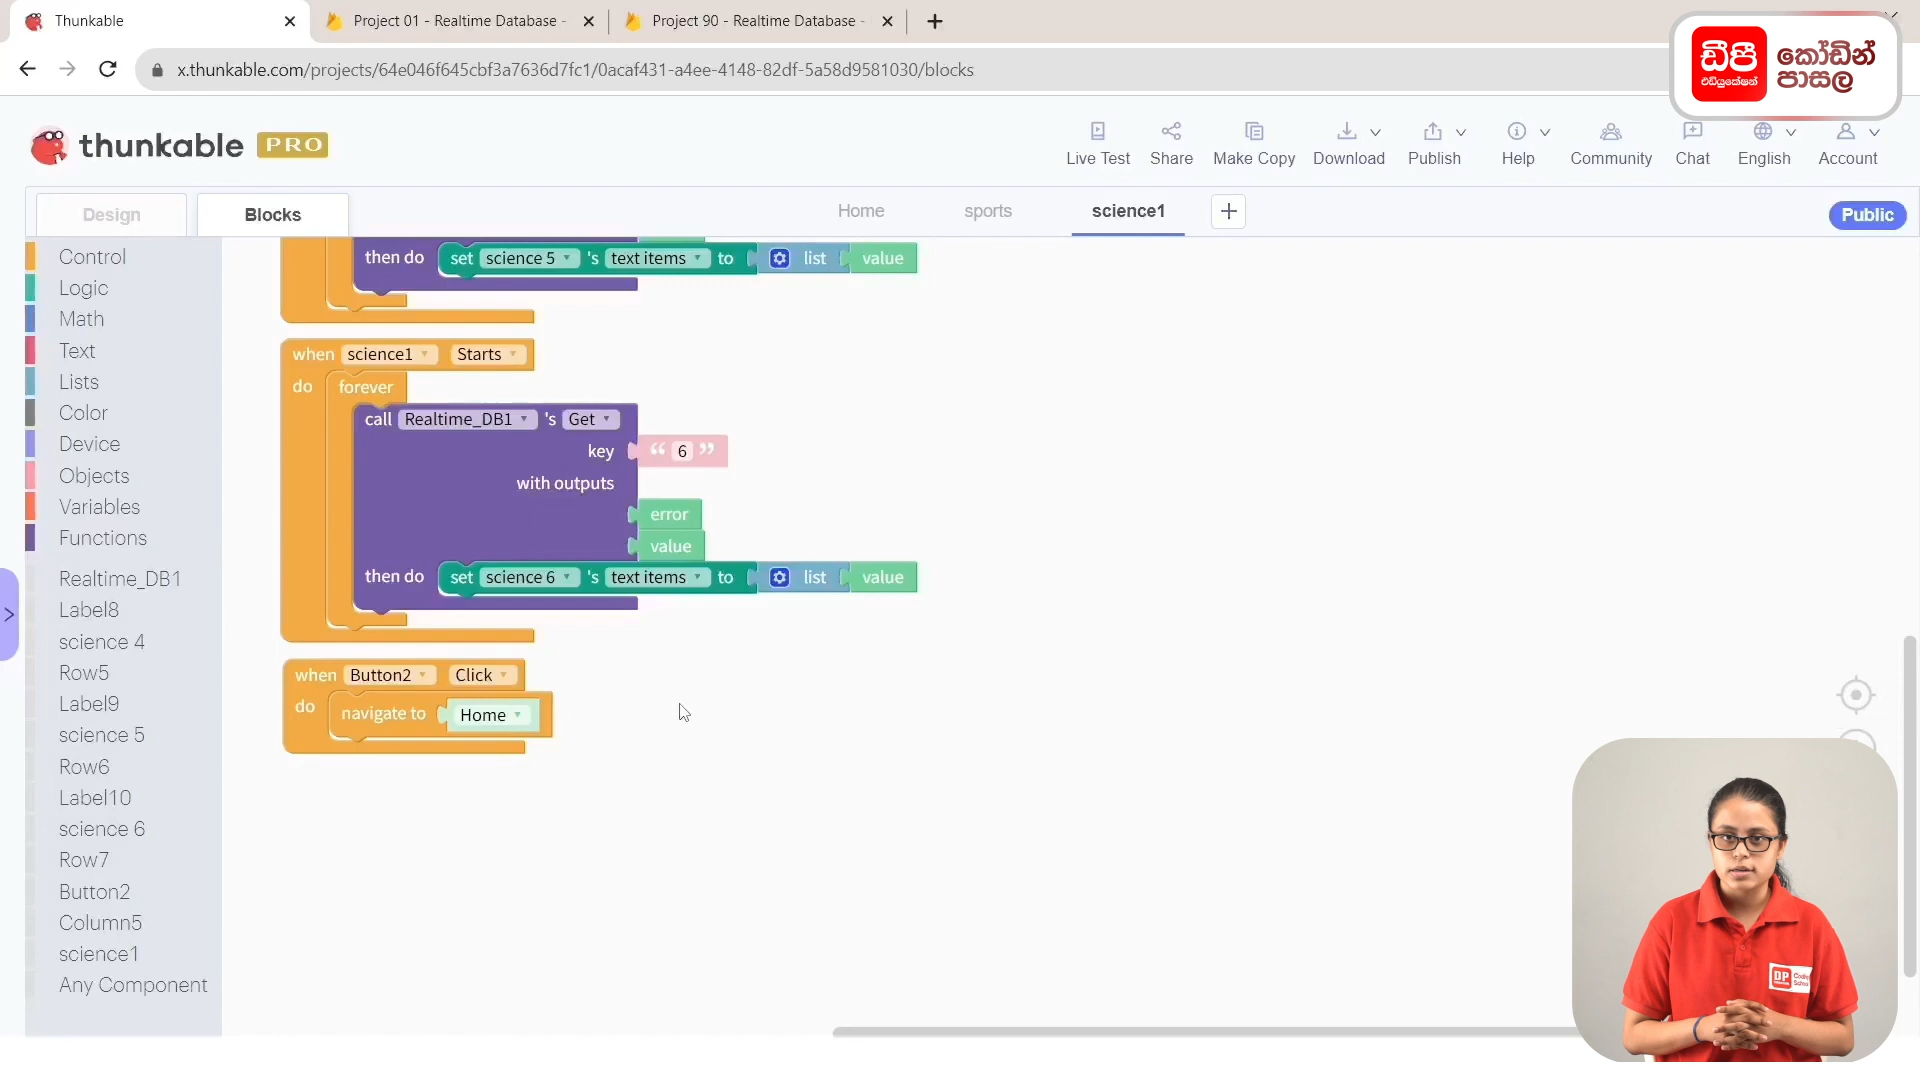 Thunkable
Project 01 - Realtime Database -
Project 90 - Realtime Database -
x.thunkable.com/projects/64e046f645cbf3a7636d7fc1/0acaf431-a4ee-4148-82df-5a58d9581030/blocks
ඩීපී
එඩියුකේෂන්
කෝඩින්
පාසල
thunkable PRO
Live Test
Share
Make Copy
Download
Publish
Help
Community
Chat
English
Account
Design
Blocks
Home
sports
science1
Public
Control
Logic
Math
Text
Lists
Color
Device
Objects
Variables
Functions
Realtime_DB1
Label8
science 4
Row5
Label9
science 5
Row6
Label10
science 6
Row7
Button2
Column5
science1
Any Component
then do set science 5 's text items to list value
when science1 Starts
do forever
call Realtime_DB1 's Get
key “ 6 ”
with outputs
error
value
then do set science 6 's text items to list value
when Button2 Click
do navigate to Home
DP
Coding
School